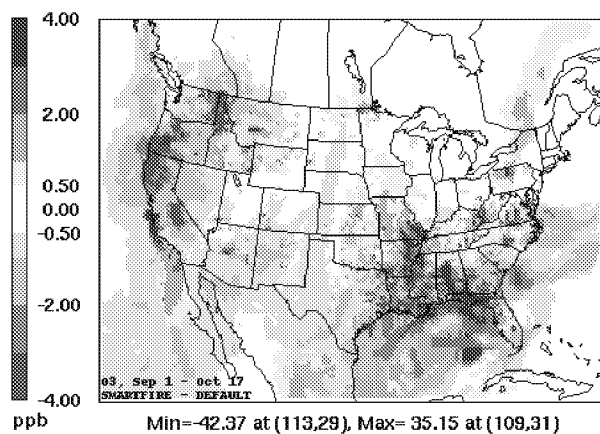 4.00
2.00
0.50
0.00
-0.50
-2.00
-4.00
ppb
03, Sep 1 - Oct 17
SMARTFIRE - DEFAULT
Min=-42.37 at (113,29), Max= 35.15 at (109,31)